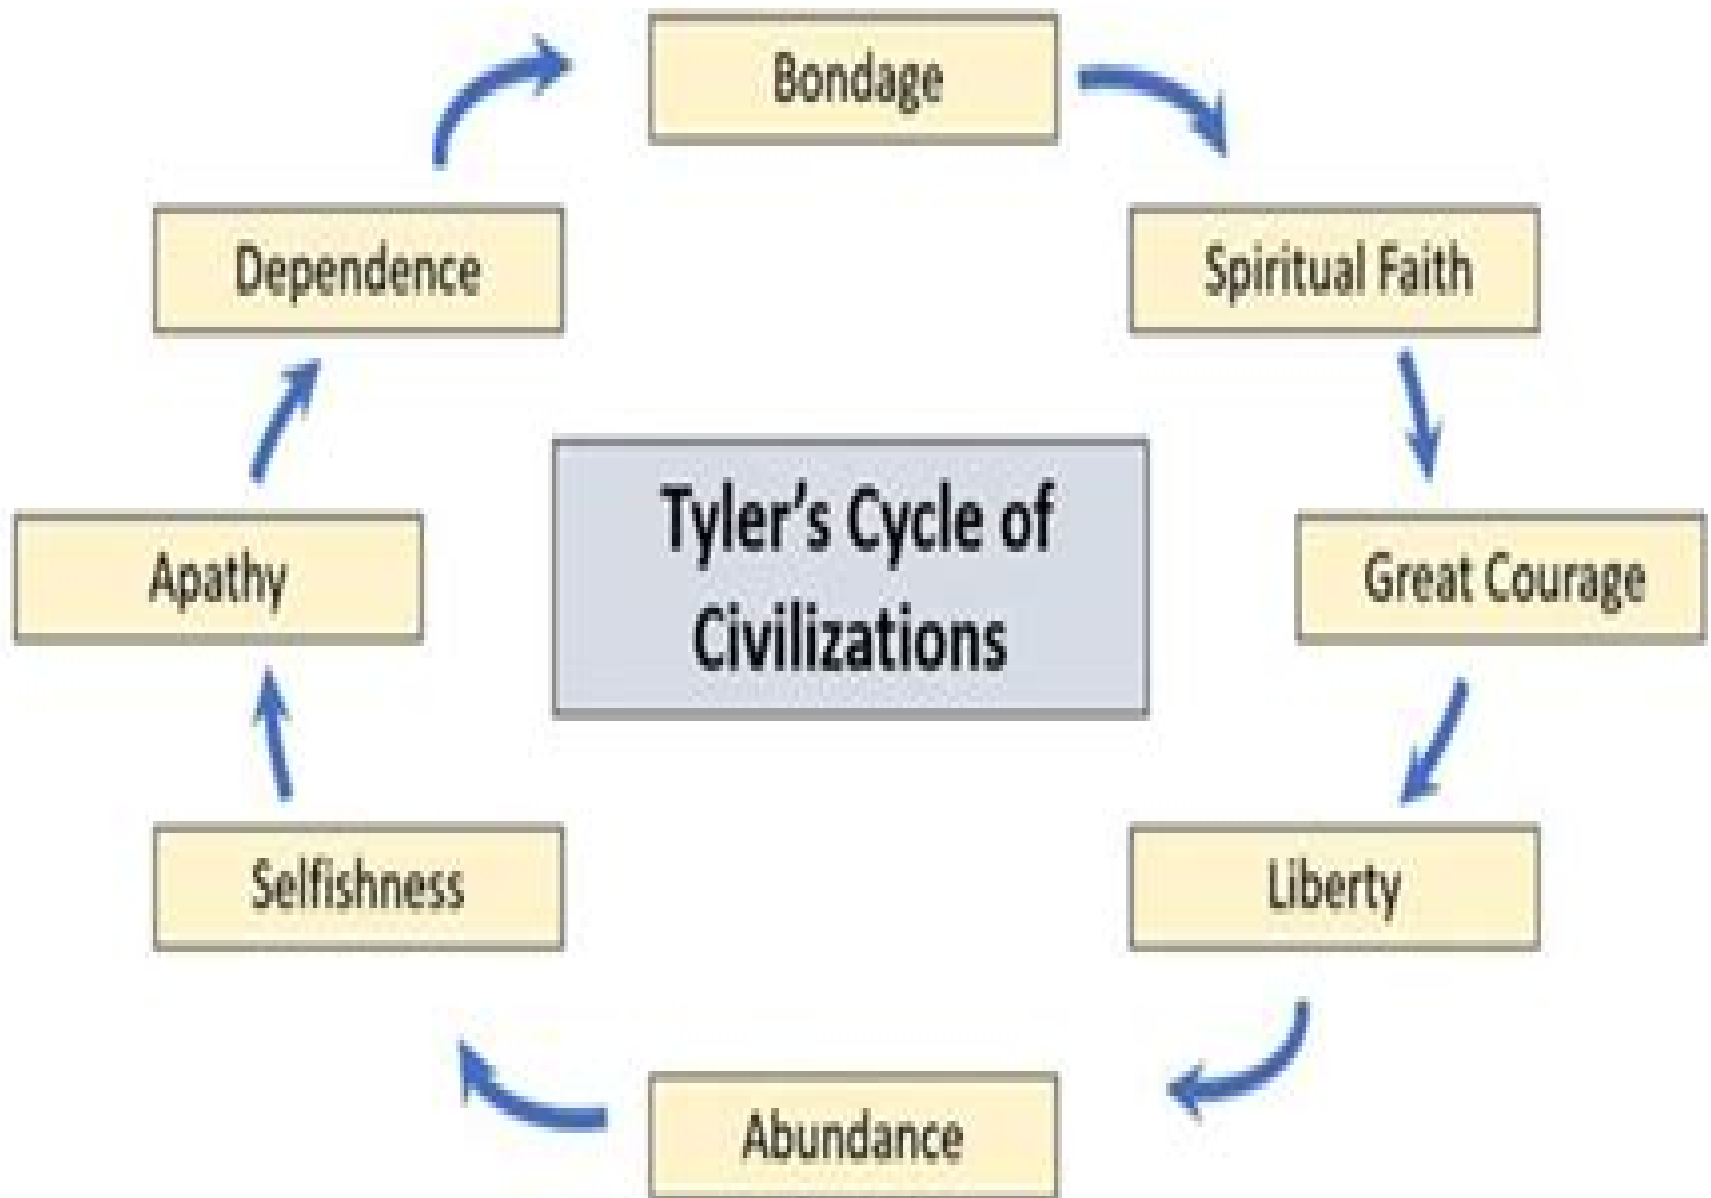 Bondage
Spiritual Faith
Great Courage
Liberty
Abundance
Selfishness
Apathy
Dependence
Tyler's Cycle of
Civilizations